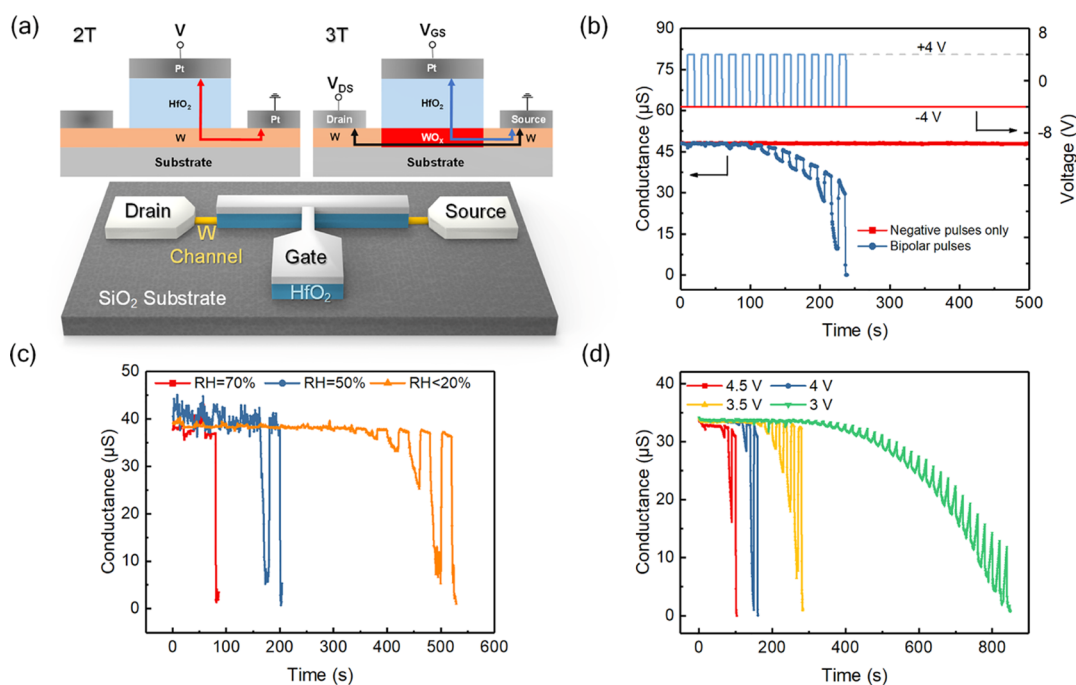 (a)
2T
V
Pt
HfO₂
Pt
W
Substrate
3T
V_GS
Pt
V_DS
HfO₂
Drain
Source
W
WOₓ
W
Substrate
Drain
Source
W
Channel
Gate
HfO₂
SiO₂ Substrate
(b)
90
75
60
45
30
15
0
Conductance (µS)
8
4
0
-4
-8
Voltage (V)
+4 V
-4 V
Negative pulses only
Bipolar pulses
0 100 200 300 400 500
Time (s)
(c)
50
40
30
20
10
0
Conductance (µS)
RH=70% RH=50% RH<20%
0 100 200 300 400 500 600
Time (s)
(d)
40
30
20
10
0
Conductance (µS)
4.5 V 4 V
3.5 V 3 V
0 200 400 600 800
Time (s)